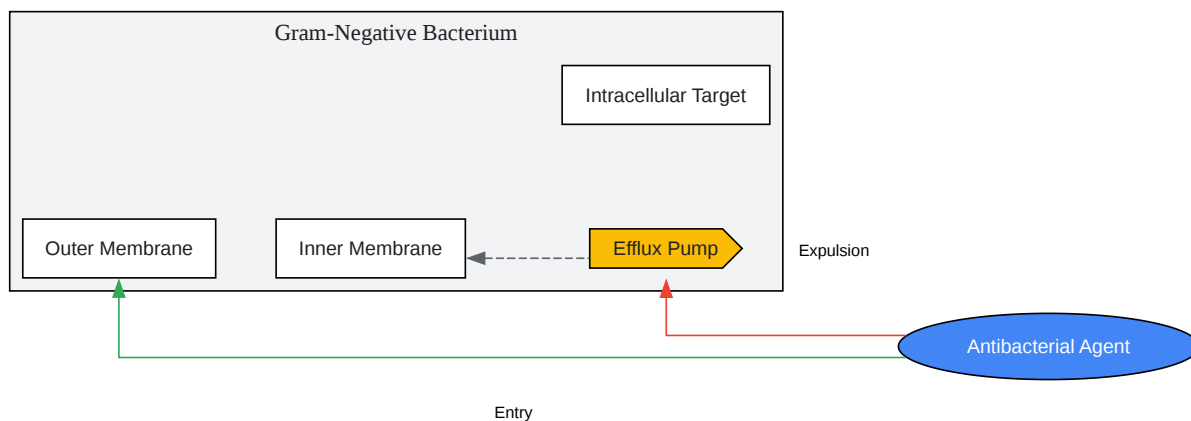 Gram-Negative Bacterium
Intracellular Target
Outer Membrane
Inner Membrane
Efflux Pump
Expulsion
Antibacterial Agent
Entry